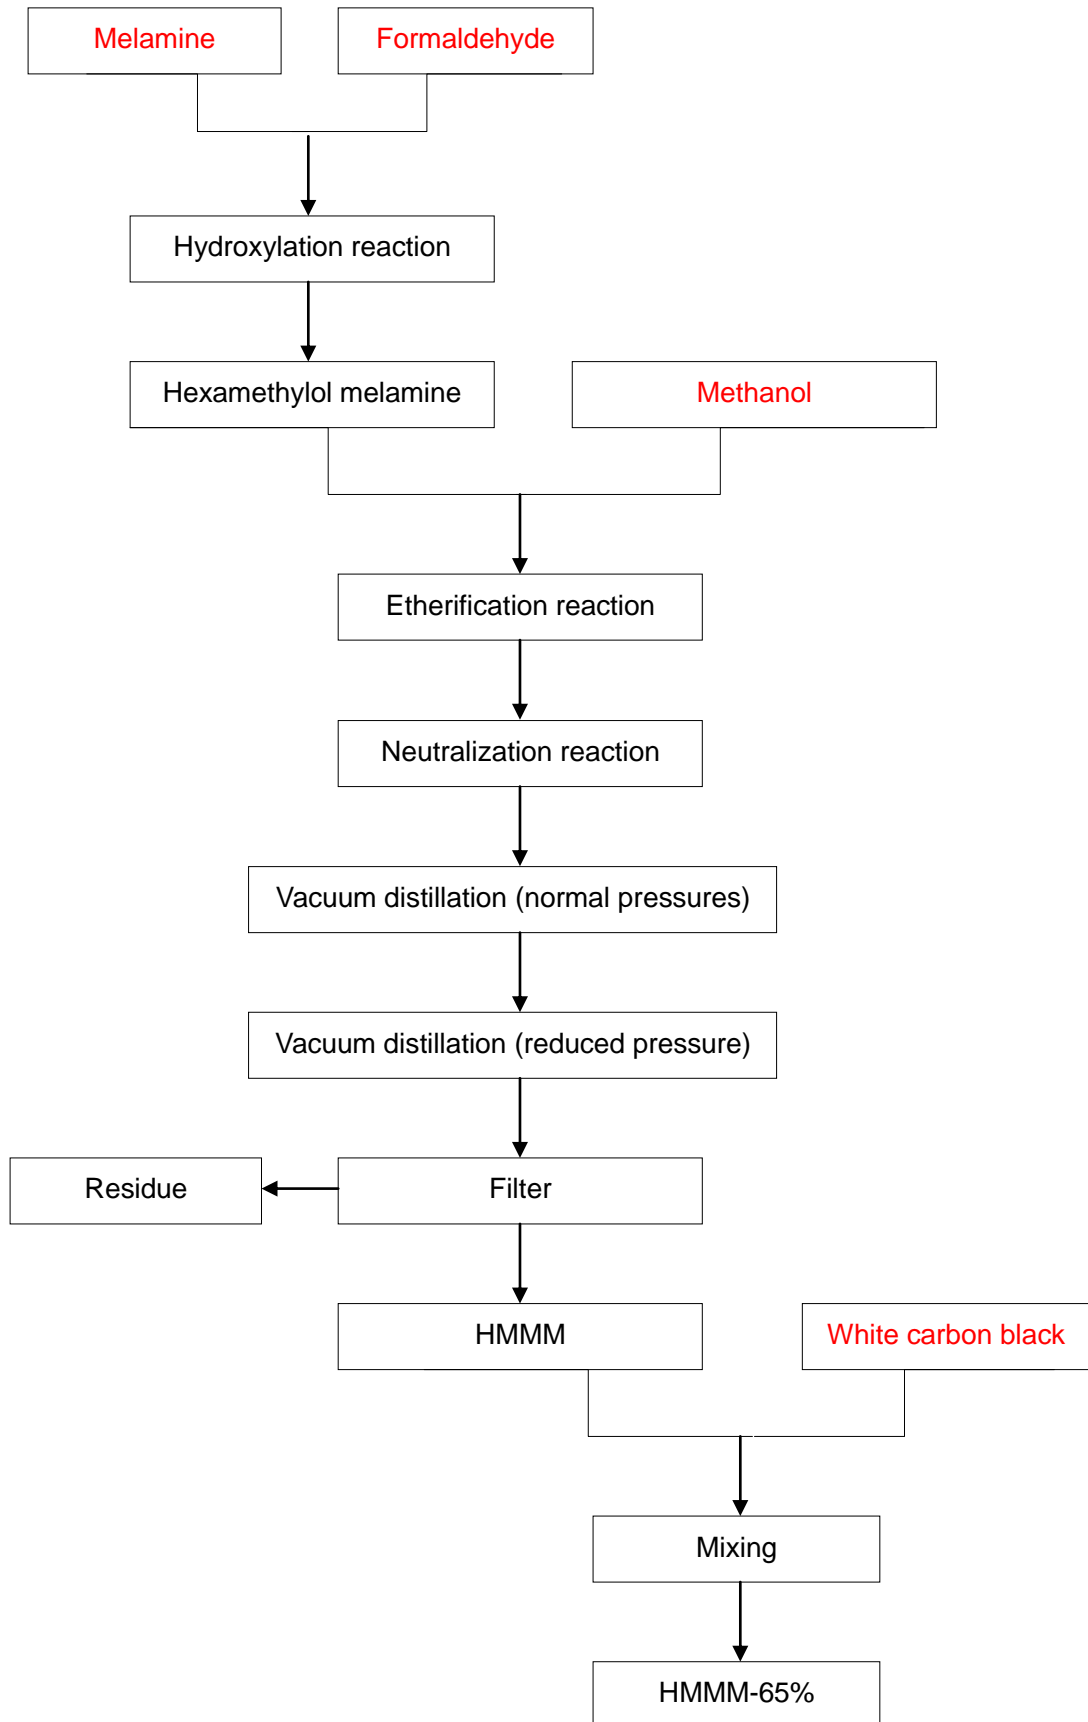 Melamine
Formaldehyde
Hydroxylation reaction
Hexamethylol melamine
Methanol
Etherification reaction
Neutralization reaction
Vacuum distillation (normal pressures)
Vacuum distillation (reduced pressure)
Residue
Filter
HMMM
White carbon black
Mixing
HMMM-65%